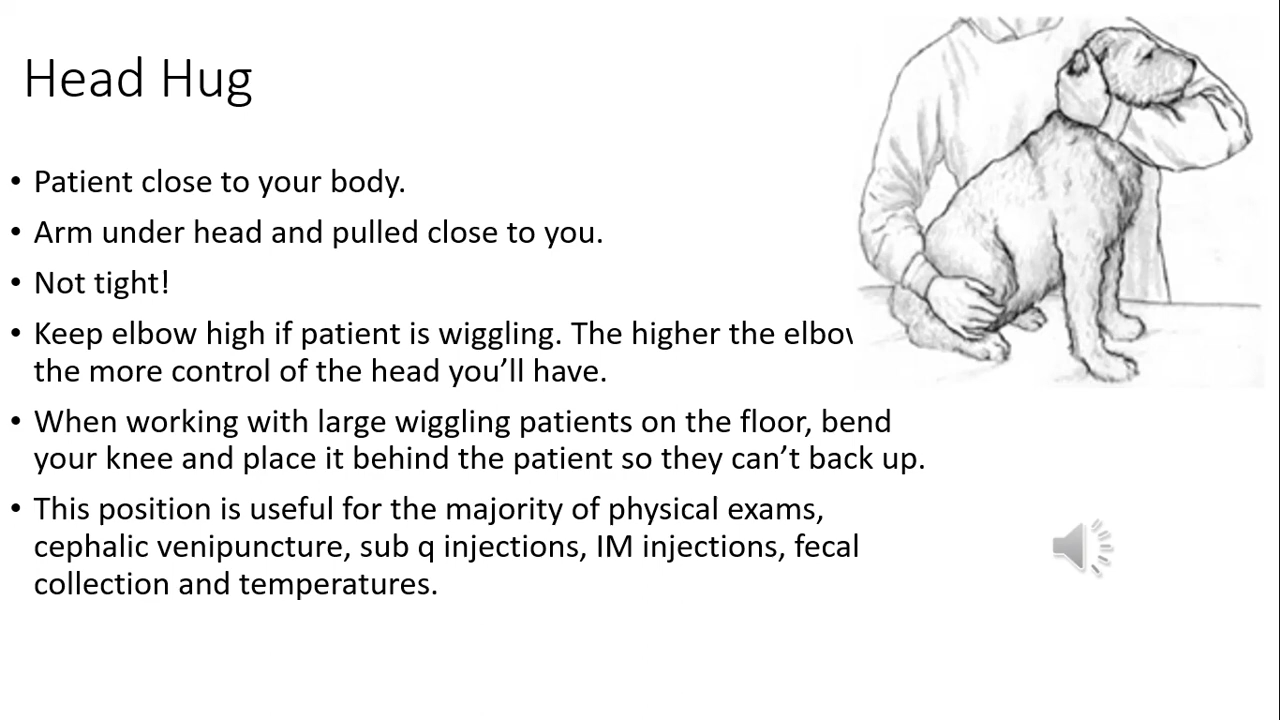 Head Hug
• Patient close to your body.
• Arm under head and pulled close to you.
• Not tight!
• Keep elbow high if patient is wiggling. The higher the elbow
the more control of the head you’ll have.
• When working with large wiggling patients on the floor, bend
your knee and place it behind the patient so they can’t back up.
• This position is useful for the majority of physical exams,
cephalic venipuncture, sub q injections, IM injections, fecal
collection and temperatures.